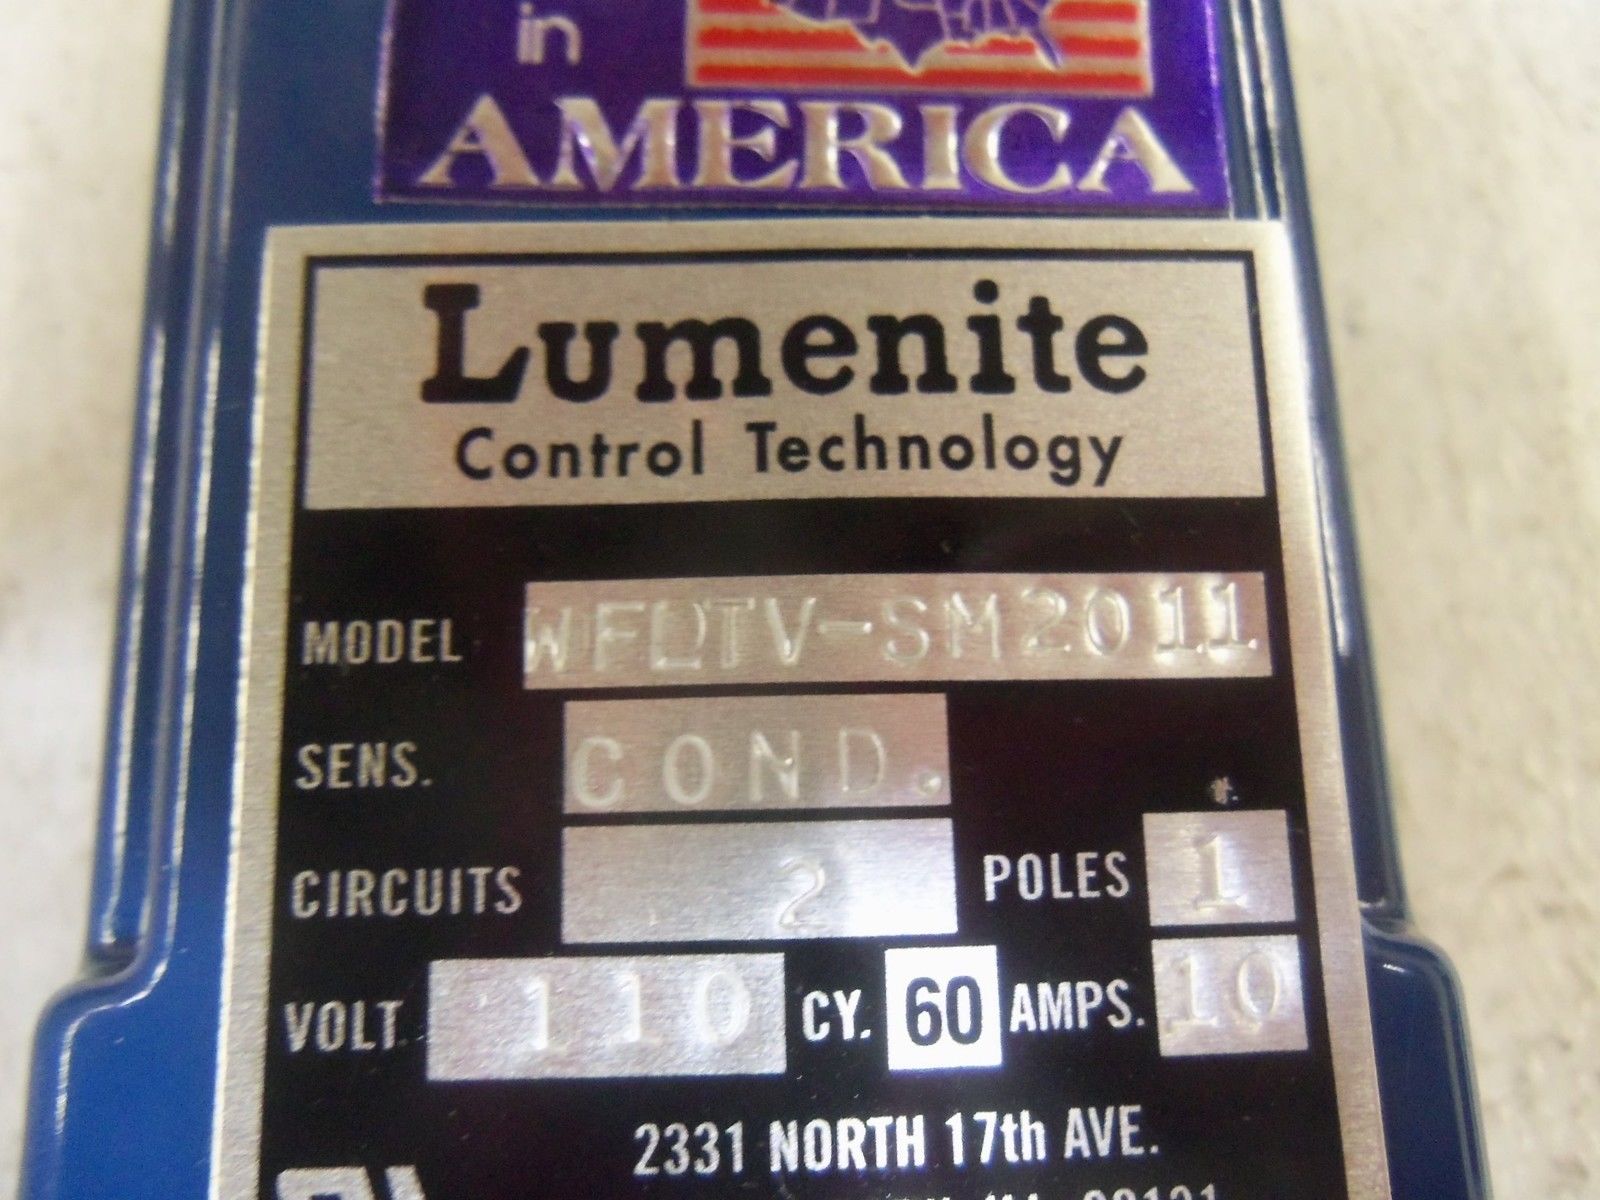 in
AMERICA
Lumenite
Control Technology
MODEL WFLTV-SM2011
SENS. COND.
CIRCUITS 2 POLES 1
VOLT. 110 CY. 60 AMPS. 10
2331 NORTH 17th AVE.